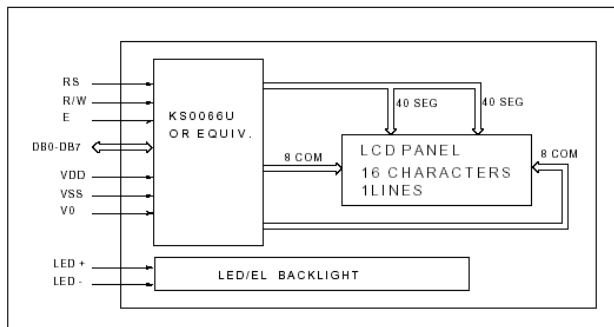 RS
R/W
E
DB0-DB7
VDD
VSS
V0
LED +
LED -
KS0066U
OR EQUIV.
40 SEG
40 SEG
8 COM
8 COM
LCD PANEL
16 CHARACTERS
1LINES
LED/EL BACKLIGHT